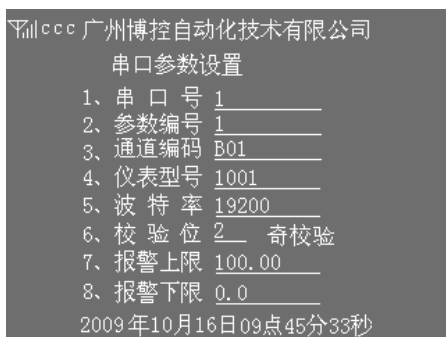 ccc 广州博控自动化技术有限公司
串口参数设置
1、串 口 号 1
2、参数编号 1
3、通道编码 B01
4、仪表型号 1001
5、波 特 率 19200
6、校 验 位 2 奇校验
7、报警上限 100.00
8、报警下限 0.0
2009年10月16日09点45分33秒